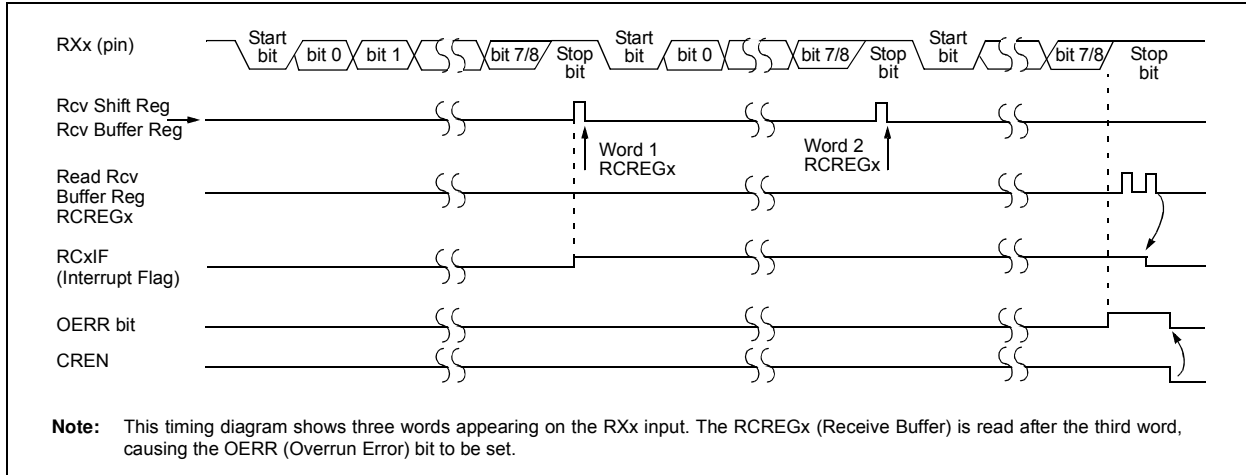 RXx (pin)
Start
bit
bit 0
bit 1
bit 7/8
Stop
bit
Start
bit
bit 0
bit 7/8
Stop
bit
Start
bit
bit 7/8
Stop
bit
Rcv Shift Reg
Rcv Buffer Reg
Word 1
RCREGx
Word 2
RCREGx
Read Rcv
Buffer Reg
RCREGx
RCxIF
(Interrupt Flag)
OERR bit
CREN
Note: This timing diagram shows three words appearing on the RXx input. The RCREGx (Receive Buffer) is read after the third word,
causing the OERR (Overrun Error) bit to be set.